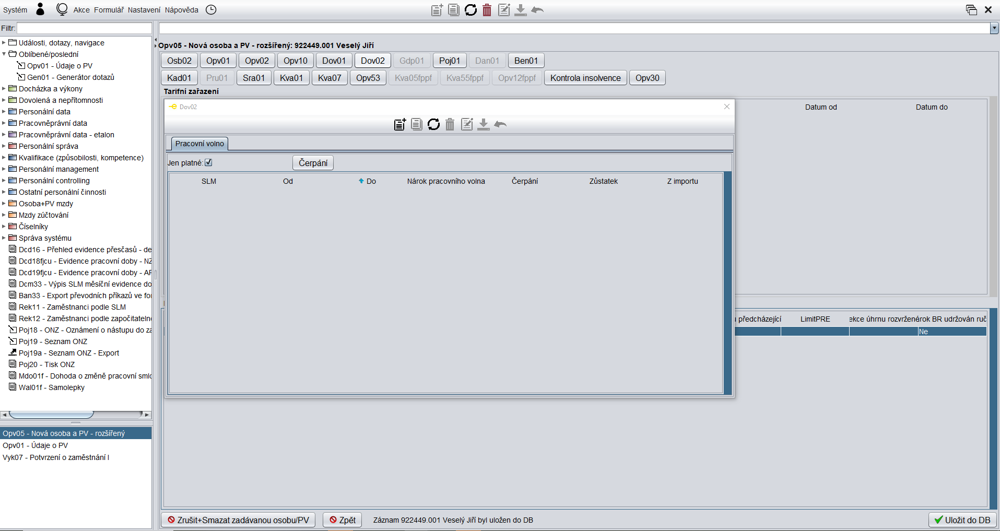 Systém Akce Formulář Nastavení Nápověda
Filtr:
Události, dotazy, navigace
Oblíbené/poslední
Opv01 - Údaje o PV
Gen01 - Generátor dotazů
Docházka a výkony
Dovolená a nepřítomnosti
Personální data
Pracovněprávní data
Pracovněprávní data - etalon
Personální správa
Kvalifikace (způsobilosti, kompetence)
Personální management
Personální controlling
Ostatní personální činnosti
Osoba+PV mzdy
Mzdy zúčtování
Číselníky
Správa systému
Dcd16 - Přehled evidence přesčasů - de
Dcd18fjcu - Evidence pracovní doby - NZ
Dcd19fjcu - Evidence pracovní doby - AF
Dcm33 - Výpis SLM měsíční evidence do
Ban33 - Export převodních příkazů ve fo
Rek11 - Zaměstnanci podle SLM
Rek12 - Zaměstnanci podle započitateln
Poj18 - ONZ - Oznámení o nástupu do za
Poj19 - Seznam ONZ
Poj19a - Seznam ONZ - Export
Poj20 - Tisk ONZ
Mdo01f - Dohoda o změně pracovní smlo
Wal01f - Samolepky
Opv05 - Nová osoba a PV - rozšířený
Opv01 - Údaje o PV
Vyk07 - Potvrzení o zaměstnání I
Opv05 - Nová osoba a PV - rozšířený: 922449.001 Veselý Jiří
Osb02 Opv01 Opv02 Opv10 Dov01 Dov02 Gdp01 Poj01 Dan01 Ben01
Kad01 Pru01 Sra01 Kva01 Kva07 Opv53 Kva05fppf Kva55fppf Opv12fppf Kontrola insolvence Opv30
Tarifní zařazení
Datum od Datum do
Dov02
Pracovní volno
Jen platné: Čerpání
SLM Od Do Nárok pracovního volna Čerpání Zůstatek Z importu
předcházející LimitPRE ekce úhrnu rozvrženérok BR udržován ruč
Ne
Zrušit+Smazat zadávanou osobu/PV Zpět Záznam 922449.001 Veselý Jiří byl uložen do DB Uložit do DB